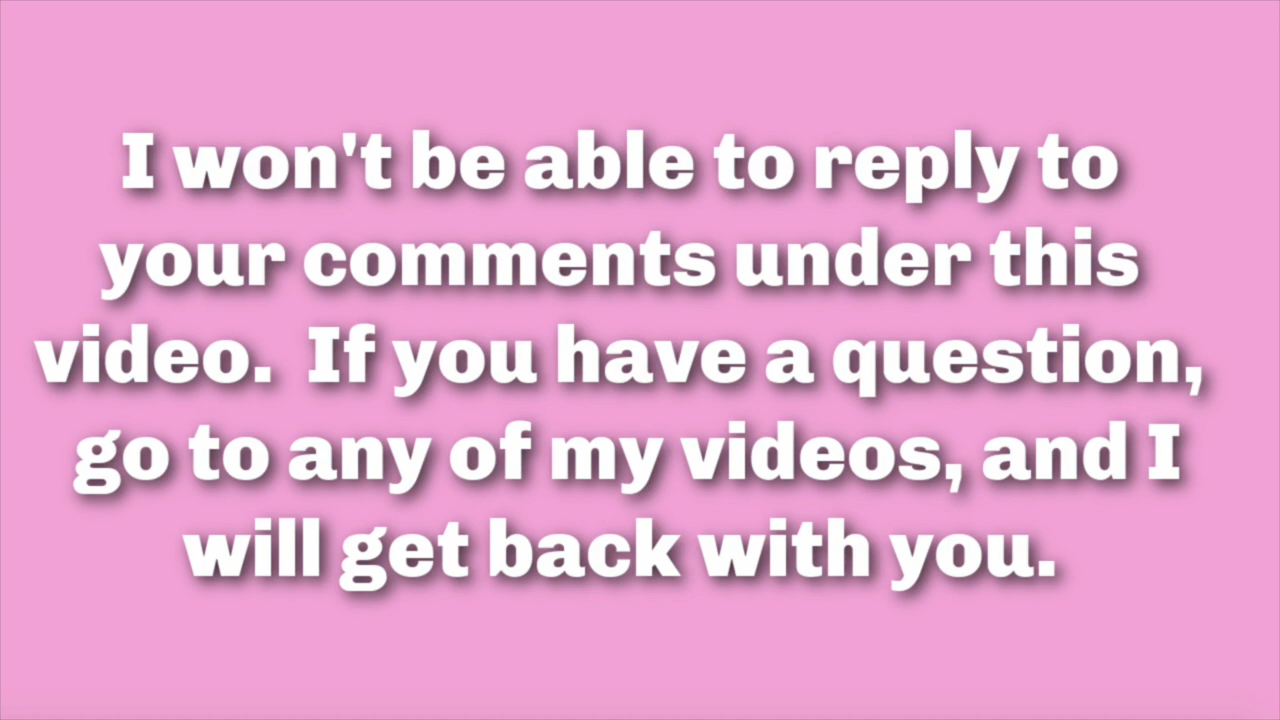 I won't be able to reply to
your comments under this
video.  If you have a question,
go to any of my videos, and I
will get back with you.